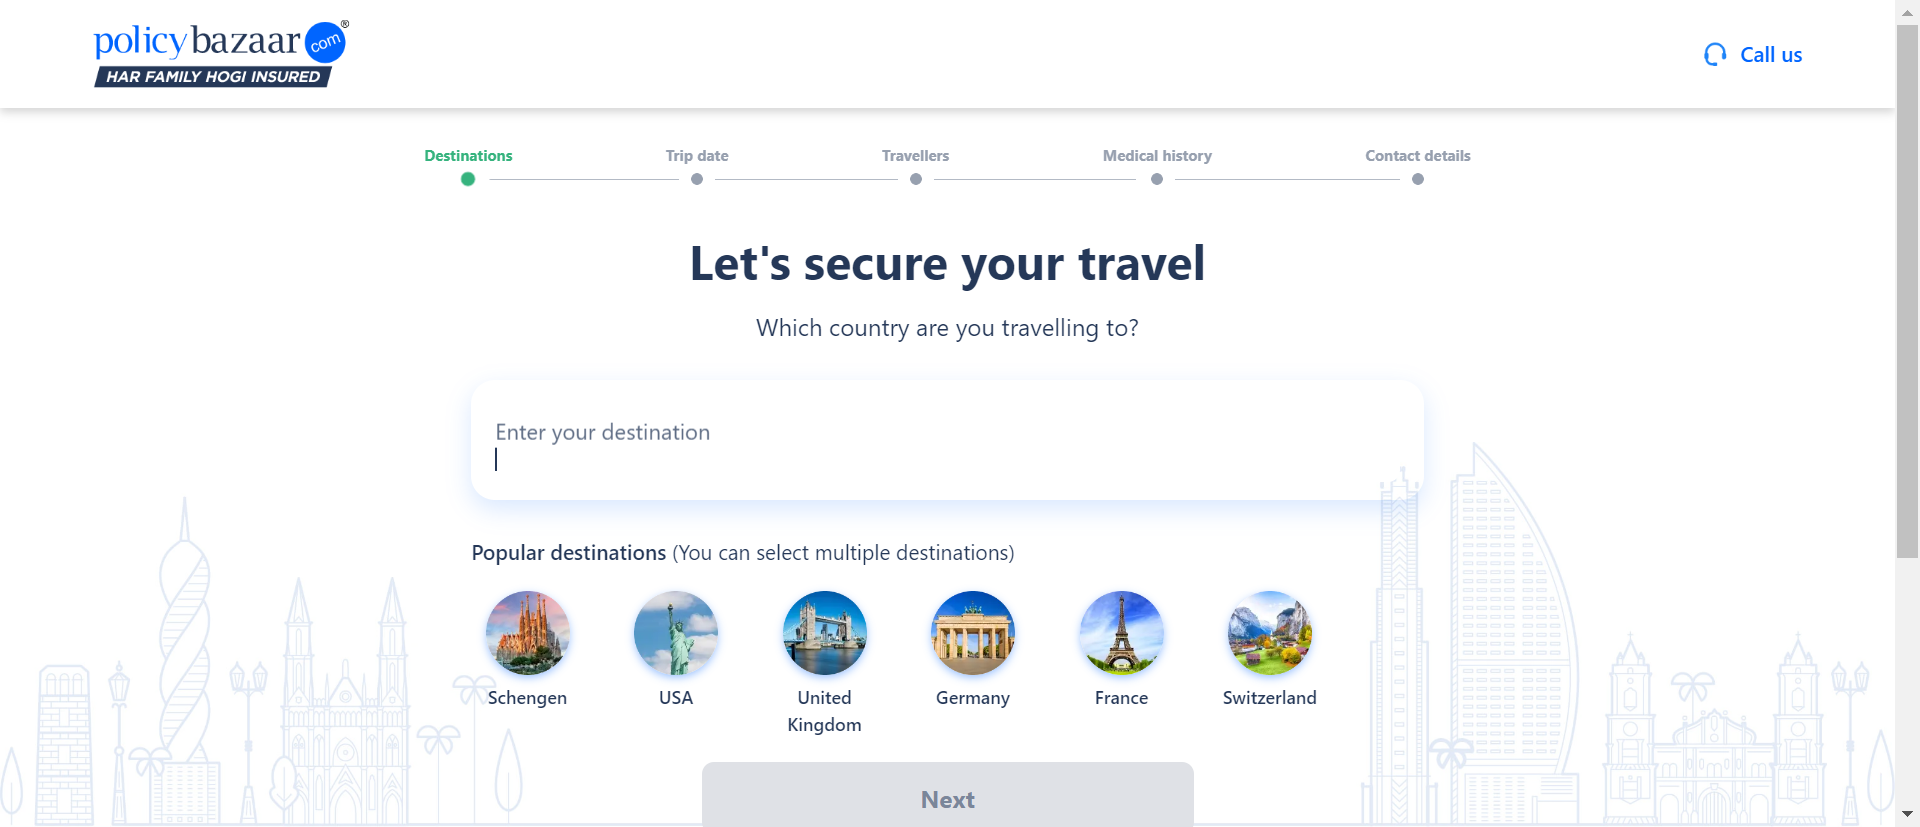 policybazaar com ®
HAR FAMILY HOGI INSURED
Call us
Destinations
Trip date
Travellers
Medical history
Contact details
Let's secure your travel
Which country are you travelling to?
Enter your destination
Popular destinations (You can select multiple destinations)
Schengen
USA
United
Kingdom
Germany
France
Switzerland
Next